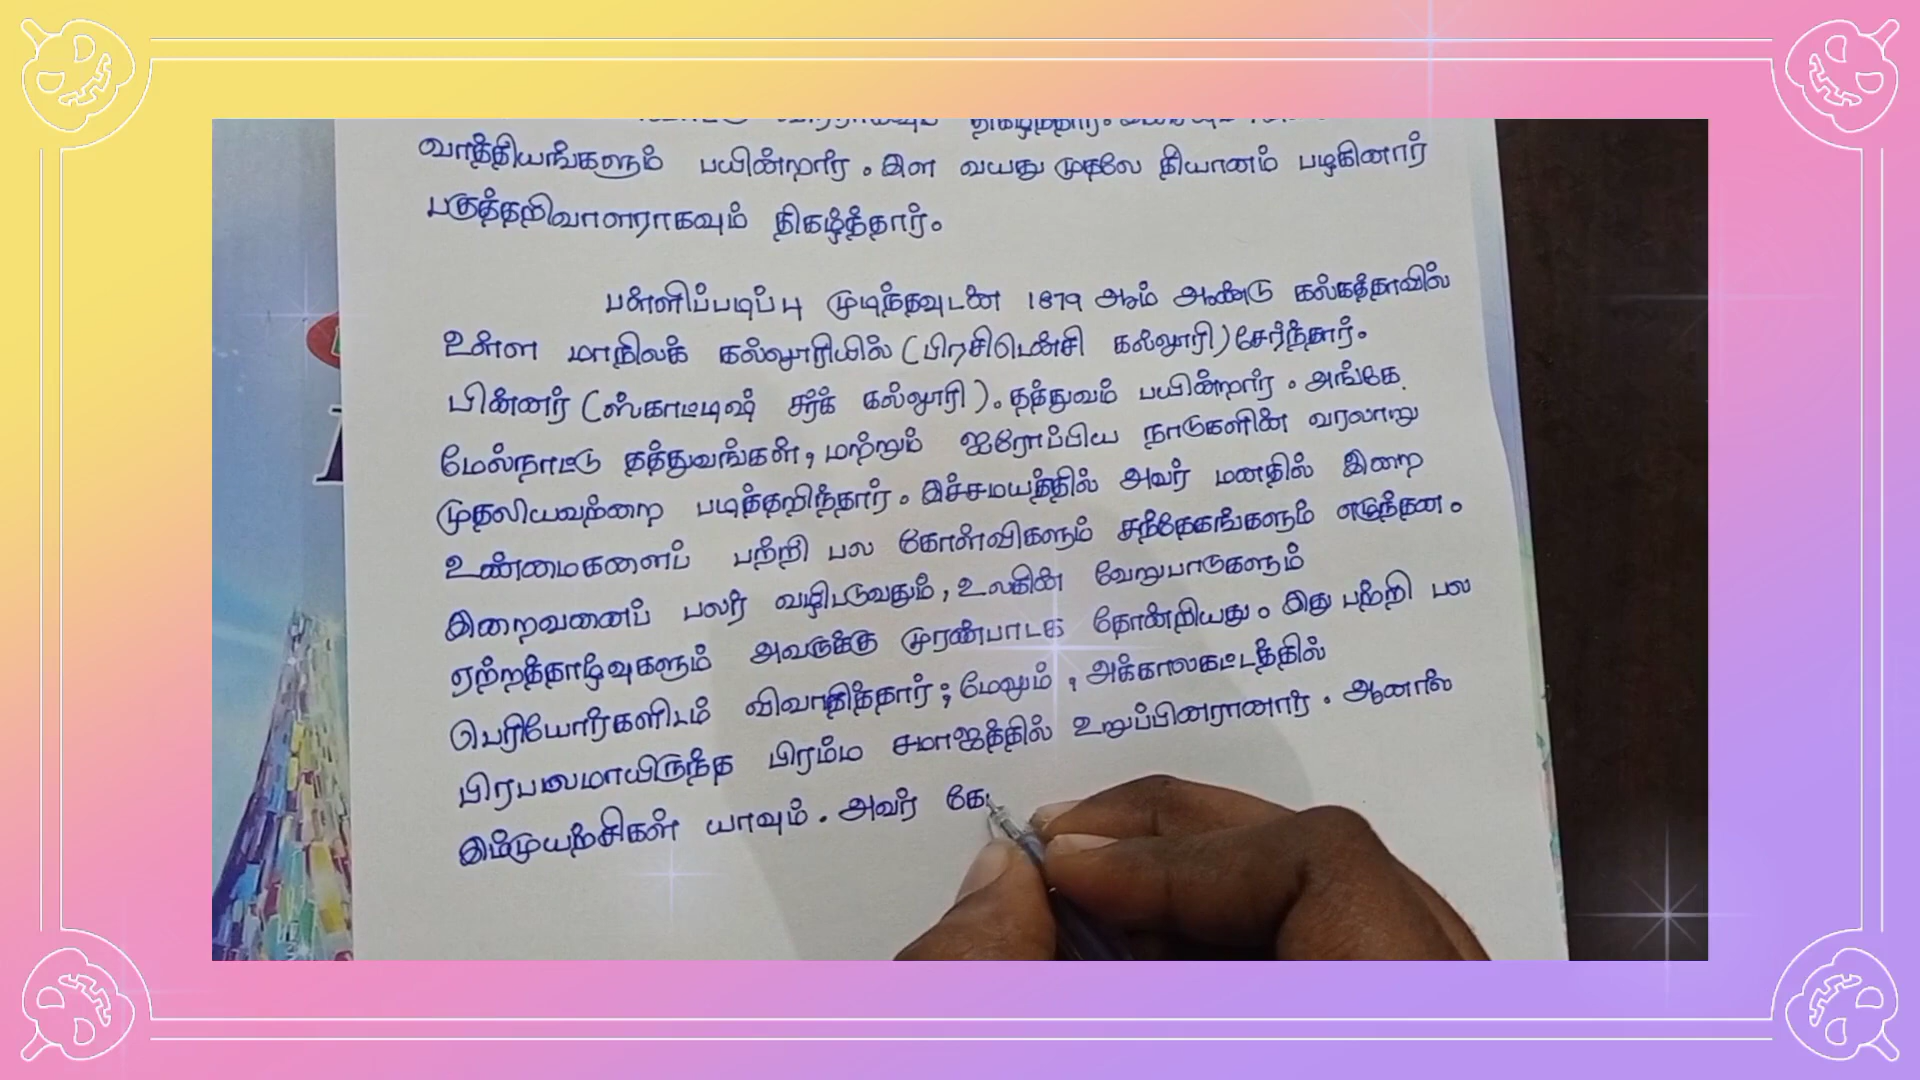 வாத்தியங்களும் பயின்றார். இள வயது முதலே தியானம் பழகினார்
பகுத்தறிவாளராகவும் திகழ்ந்தார்.
பள்ளிப்படிப்பு முடிந்தவுடன் 1879 ஆம் ஆண்டு கல்கத்தாவில்
உள்ள மாநிலக் கல்லூரியில் (பிரசிடென்சி கல்லூரி) சேர்ந்தார்.
பின்னர் (ஸ்காட்டிஷ் சர்ச் கல்லூரி). தத்துவம் பயின்றார். அங்கே
மேல்நாட்டு தத்துவங்கள், மற்றும் ஐரோப்பிய நாடுகளின் வரலாறு
முதலியவற்றை படித்தறிந்தார். இச்சமயத்தில் அவர் மனதில் இறை
உண்மைகளைப் பற்றி பல கேள்விகளும் சந்தேகங்களும் எழுந்தன.
இறைவனைப் பலர் வழிபடுவதும், உலகின் வேறுபாடுகளும்
ஏற்றத்தாழ்வுகளும் அவருக்கு முரண்பாடாக தோன்றியது. இது பற்றி பல
பெரியோர்களிடம் விவாதித்தார்; மேலும், அக்காலகட்டத்தில்
பிரபலமாயிருந்த பிரம்ம சமாஜத்தில் உறுப்பினரானார். ஆனால்
இம்முயற்சிகள் யாவும். அவர் கே